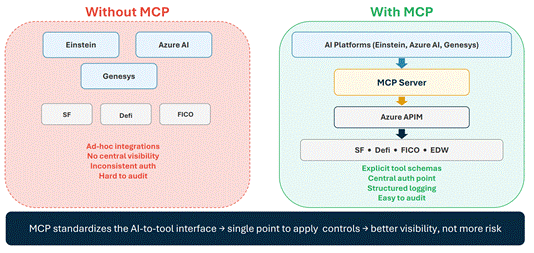 Without MCP
Einstein
Azure AI
Genesys
SF
Defi
FICO
Ad-hoc integrations
No central visibility
Inconsistent auth
Hard to audit
With MCP
AI Platforms (Einstein, Azure AI, Genesys)
MCP Server
Azure APIM
SF • Defi • FICO • EDW
Explicit tool schemas
Central auth point
Structured logging
Easy to audit
MCP standardizes the AI-to-tool interface → single point to apply controls → better visibility, not more risk